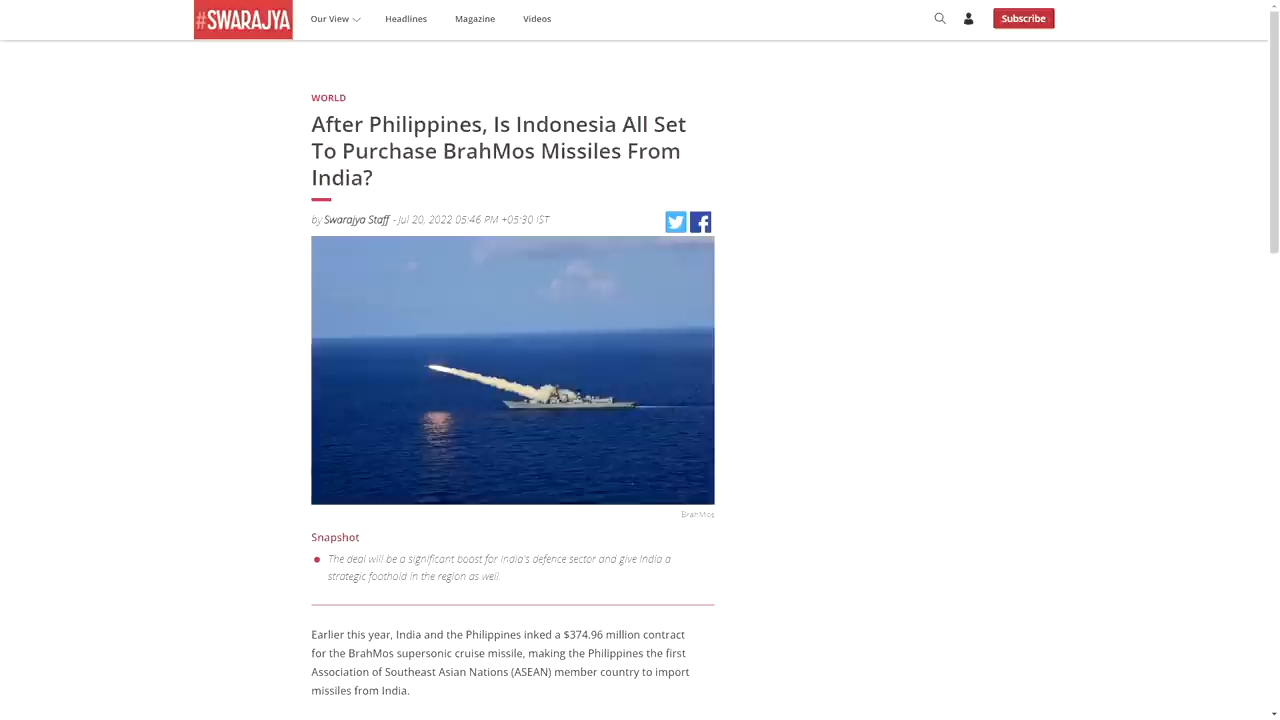 #SWARAJYA
Our View
Headlines
Magazine
Videos
Subscribe
WORLD
After Philippines, Is Indonesia All Set
To Purchase BrahMos Missiles From
India?
by Swarajya Staff - Jul 20, 2022 05:46 PM +05:30 IST
BrahMos
Snapshot
The deal will be a significant boost for India's defence sector and give India a
strategic foothold in the region as well.
Earlier this year, India and the Philippines inked a $374.96 million contract
for the BrahMos supersonic cruise missile, making the Philippines the first
Association of Southeast Asian Nations (ASEAN) member country to import
missiles from India.